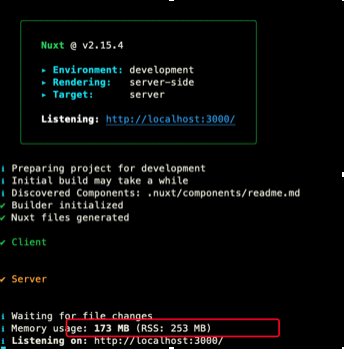 Nuxt @ v2.15.4
▸ Environment: development
▸ Rendering: server-side
▸ Target: server
Listening: http://localhost:3000/
ℹ Preparing project for development
ℹ Initial build may take a while
ℹ Discovered Components: .nuxt/components/readme.md
✔ Builder initialized
✔ Nuxt files generated
✔ Client
✔ Server
ℹ Waiting for file changes
ℹ Memory usage: 173 MB (RSS: 253 MB)
ℹ Listening on: http://localhost:3000/